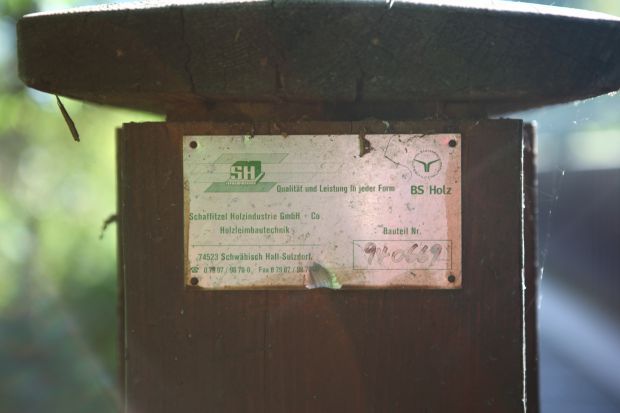 SH
Qualität und Leistung in jeder Form
BS Holz
Schaffitzel Holzindustrie GmbH + Co
Holzleimbautechnik
Bauteil Nr.
74523 Schwäbisch Hall-Sulzdorf